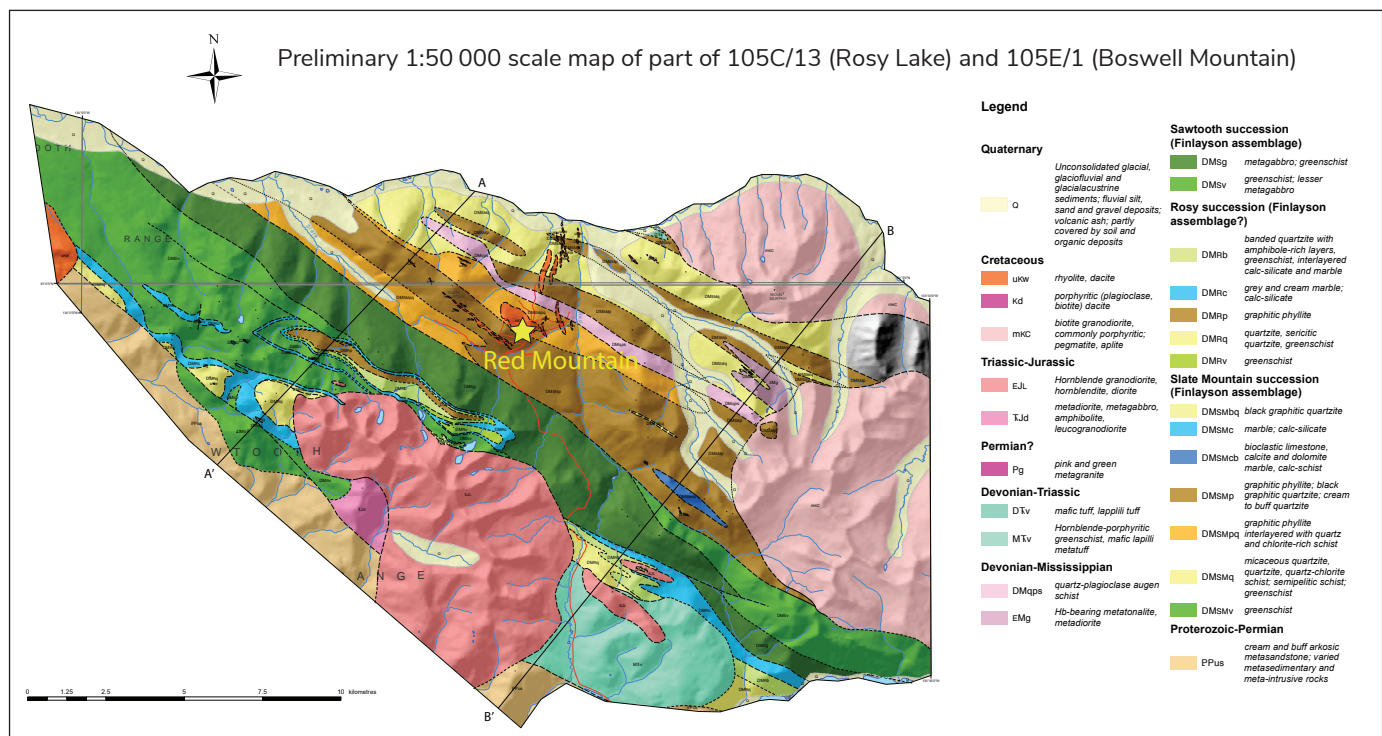 N
Preliminary 1:50 000 scale map of part of 105C/13 (Rosy Lake) and 105E/1 (Boswell Mountain)
OOTH
RANGE
A
B
Red Mountain
WTOOTH
A'
ANGE
B'
PPus
0 1.25 2.5 5 7.5 10 kilometres
Legend
Quaternary
Q
Unconsolidated glacial,
glaciofluvial and
glacialacustrine
sediments; fluvial silt,
sand and gravel deposits;
volcanic ash; partly
covered by soil and
organic deposits
Cretaceous
uKw rhyolite, dacite
Kd porphyritic (plagioclase,
biotite) dacite
mKC biotite granodiorite,
commonly porphyritic;
pegmatite, aplite
Triassic-Jurassic
EJL Hornblende granodiorite,
hornblendite, diorite
TJd metadiorite, metagabbro,
amphibolite,
leucogranodiorite
Permian?
Pg pink and green
metagranite
Devonian-Triassic
DTv mafic tuff, lapplili tuff
MTv Hornblende-porphyritic
greenschist, mafic lapilli
metatuff
Devonian-Mississippian
DMqps quartz-plagioclase augen
schist
EMg Hb-bearing metatonalite,
metadiorite
Sawtooth succession
(Finlayson assemblage)
DMSg metagabbro; greenschist
DMSv greenschist; lesser
metagabbro
Rosy succession (Finlayson
assemblage?)
DMRb banded quartzite with
amphibole-rich layers,
greenschist, interlayered
calc-silicate and marble
DMRc grey and cream marble;
calc-silicate
DMRp graphitic phyllite
DMRq quartzite, sericitic
quartzite, greenschist
DMRv greenschist
Slate Mountain succession
(Finlayson assemblage)
DMSMbq black graphitic quartzite
DMSMc marble; calc-silicate
DMSMcb bioclastic limestone,
calcite and dolomite
marble, calc-schist
DMSMp graphitic phyllite; black
graphitic quartzite; cream
to buff quartzite
DMSMpq graphitic phyllite
interlayered with quartz
and chlorite-rich schist
DMSMq micaceous quartzite,
quartzite, quartz-chlorite
schist; semipelitic schist;
greenschist
DMSMv greenschist
Proterozoic-Permian
PPus cream and buff arkosic
metasandstone; varied
metasedimentary and
meta-intrusive rocks